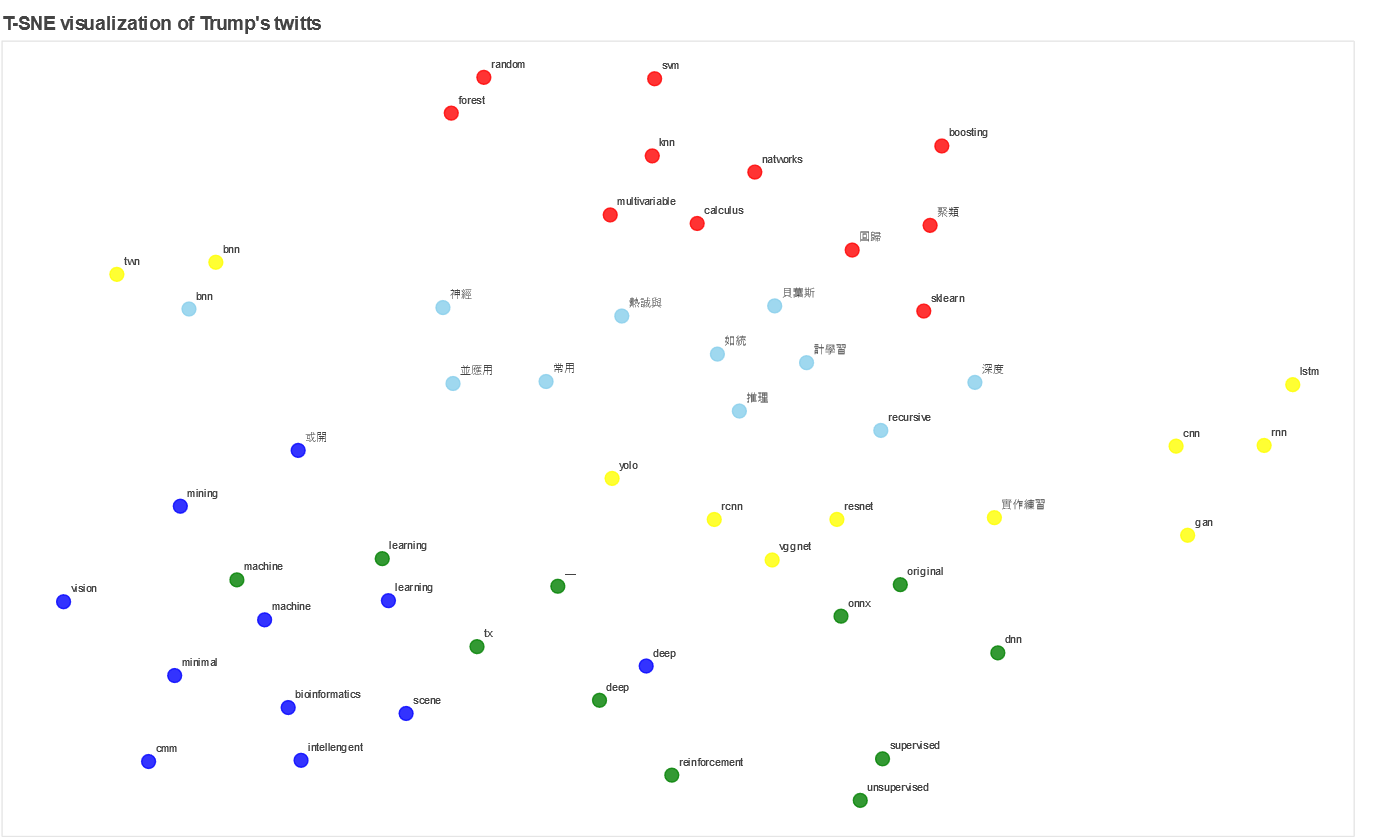 T-SNE visualization of Trump's twitts
random
svm
forest
boosting
knn
natworks
multivariable
calculus
聚類
回歸
bnn
twn
bnn
神經
熱誠與
貝葉斯
sklearn
如統
計學習
並應用
常用
深度
lstm
推理
recursive
或開
cnn
rnn
yolo
mining
rcnn
resnet
實作練習
gan
learning
vggnet
machine
—
original
vision
learning
machine
onnx
tx
dnn
minimal
deep
deep
bioinformatics
scene
cmm
intellengent
supervised
reinforcement
unsupervised